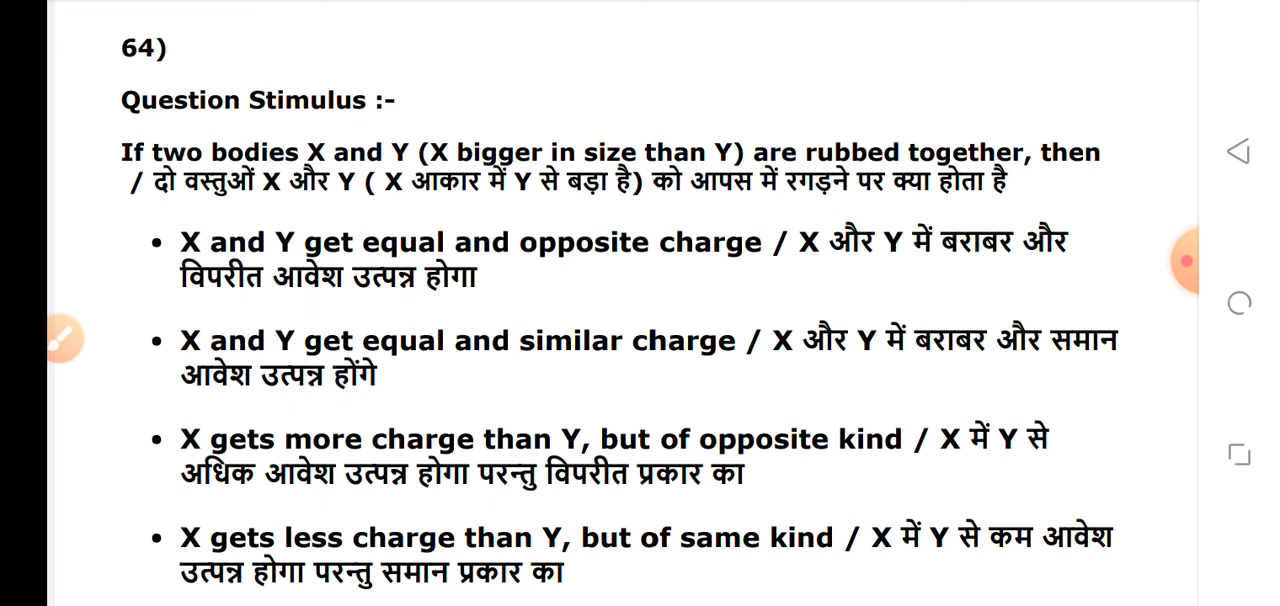 64)
Question Stimulus :-
If two bodies X and Y (X bigger in size than Y) are rubbed together, then
/ दो वस्तुओं X और Y ( X आकार में Y से बड़ा है) को आपस में रगड़ने पर क्या होता है
• X and Y get equal and opposite charge / X और Y में बराबर और
विपरीत आवेश उत्पन्न होगा
• X and Y get equal and similar charge / X और Y में बराबर और समान
आवेश उत्पन्न होंगे
• X gets more charge than Y, but of opposite kind / X में Y से
अधिक आवेश उत्पन्न होगा परन्तु विपरीत प्रकार का
• X gets less charge than Y, but of same kind / X में Y से कम आवेश
उत्पन्न होगा परन्तु समान प्रकार का